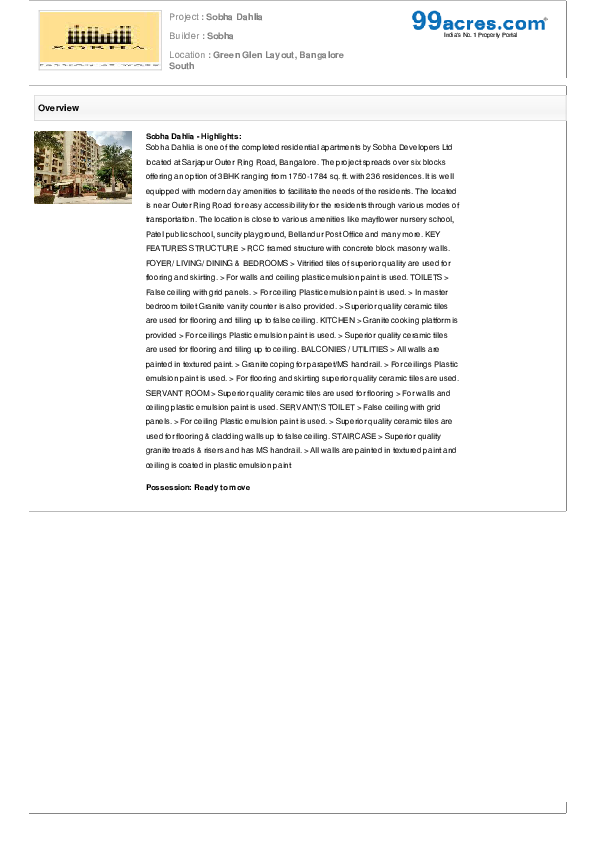 SOBHA
Project : Sobha Dahlia
Builder : Sobha
Location : Green Glen Layout, Bangalore
South
99acres.com
India's No. 1 Property Portal
Overview
Sobha Dahlia - Highlights:
Sobha Dahlia is one of the completed residential apartments by Sobha Developers Ltd
located at Sarjapur Outer Ring Road, Bangalore. The project spreads over six blocks
offering an option of 3BHK ranging from 1750-1784 sq. ft. with 236 residences. It is well
equipped with modern day amenities to facilitate the needs of the residents. The located
is near Outer Ring Road for easy accessibility for the residents through various modes of
transportation. The location is close to various amenities like mayflower nursery school,
Patel public school, suncity playground, Bellandur Post Office and many more. KEY
FEATURES STRUCTURE > RCC framed structure with concrete block masonry walls.
FOYER/ LIVING/ DINING & BEDROOMS > Vitrified tiles of superior quality are used for
flooring and skirting. > For walls and ceiling plastic emulsion paint is used. TOILETS >
False ceiling with grid panels. > For ceiling Plastic emulsion paint is used. > In master
bedroom toilet Granite vanity counter is also provided. > Superior quality ceramic tiles
are used for flooring and tiling up to false ceiling. KITCHEN > Granite cooking platform is
provided > For ceilings Plastic emulsion paint is used. > Superior quality ceramic tiles
are used for flooring and tiling up to ceiling. BALCONIES / UTILITIES > All walls are
painted in textured paint. > Granite coping for parapet/MS handrail. > For ceilings Plastic
emulsion paint is used. > For flooring and skirting superior quality ceramic tiles are used.
SERVANT ROOM > Superior quality ceramic tiles are used for flooring > For walls and
ceiling plastic emulsion paint is used. SERVANT\'S TOILET > False ceiling with grid
panels. > For ceiling Plastic emulsion paint is used. > Superior quality ceramic tiles are
used for flooring & cladding walls up to false ceiling. STAIRCASE > Superior quality
granite treads & risers and has MS handrail. > All walls are painted in textured paint and
ceiling is coated in plastic emulsion paint
Possession: Ready to move